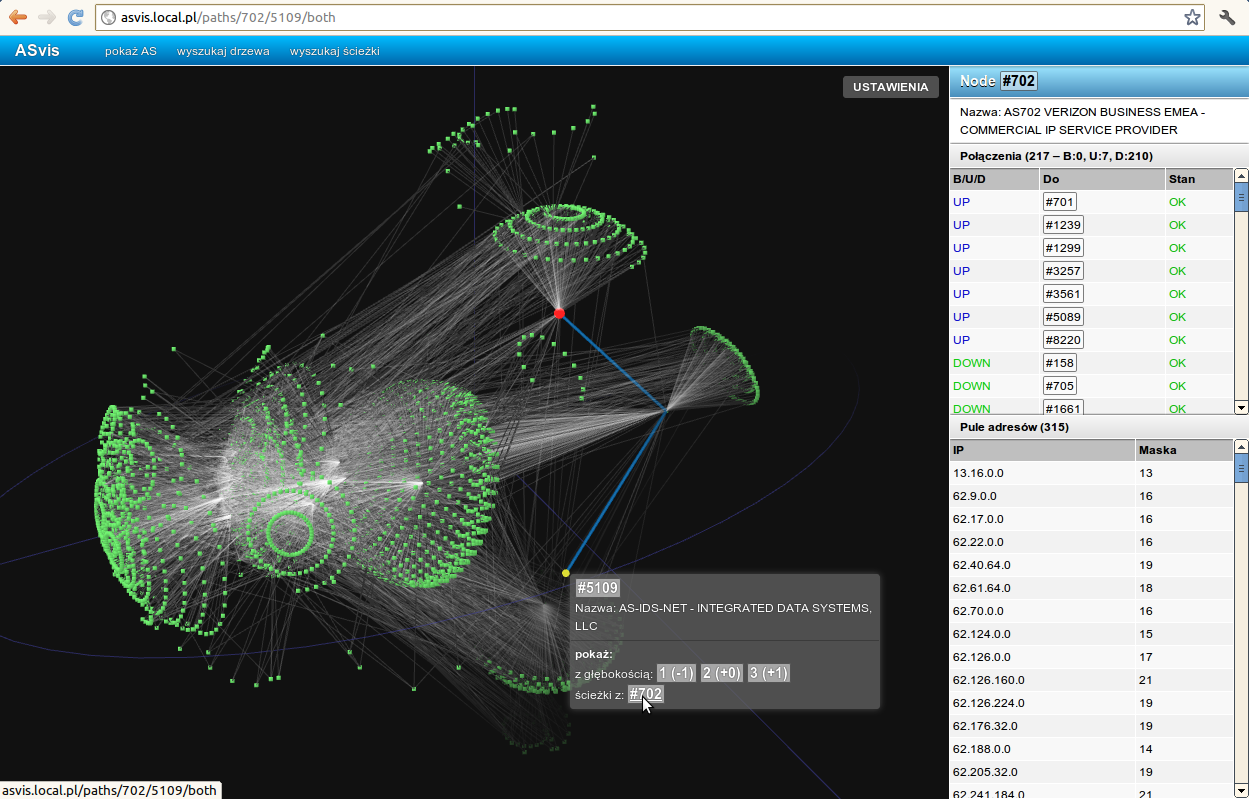 asvis.local.pl/paths/702/5109/both
ASvis pokaż AS wyszukaj drzewa wyszukaj ścieżki
USTAWIENIA
#5109
Nazwa: AS-IDS-NET - INTEGRATED DATA SYSTEMS,
LLC
pokaż:
z głębokością: 1 (-1) 2 (+0) 3 (+1)
ścieżki z: #702
Node #702
Nazwa: AS702 VERIZON BUSINESS EMEA -
COMMERCIAL IP SERVICE PROVIDER
Połączenia (217 – B:0, U:7, D:210)
B/U/D Do Stan
UP #701 OK
UP #1239 OK
UP #1299 OK
UP #3257 OK
UP #3561 OK
UP #5089 OK
UP #8220 OK
DOWN #158 OK
DOWN #705 OK
DOWN #1661 OK
Pule adresów (315)
IP Maska
13.16.0.0 13
62.9.0.0 16
62.17.0.0 16
62.22.0.0 16
62.40.64.0 19
62.61.64.0 18
62.70.0.0 16
62.124.0.0 15
62.126.0.0 17
62.126.160.0 21
62.126.224.0 19
62.176.32.0 19
62.188.0.0 14
62.205.32.0 19
62.241.184.0 21
asvis.local.pl/paths/702/5109/both